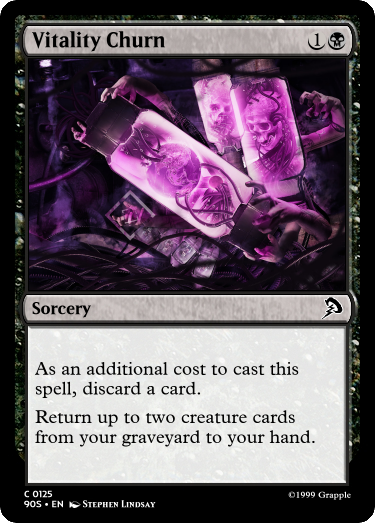 Vitality Churn 1
Sorcery
As an additional cost to cast this
spell, discard a card.
Return up to two creature cards
from your graveyard to your hand.
C 0125
90S • EN Stephen Lindsay
©1999 Grapple